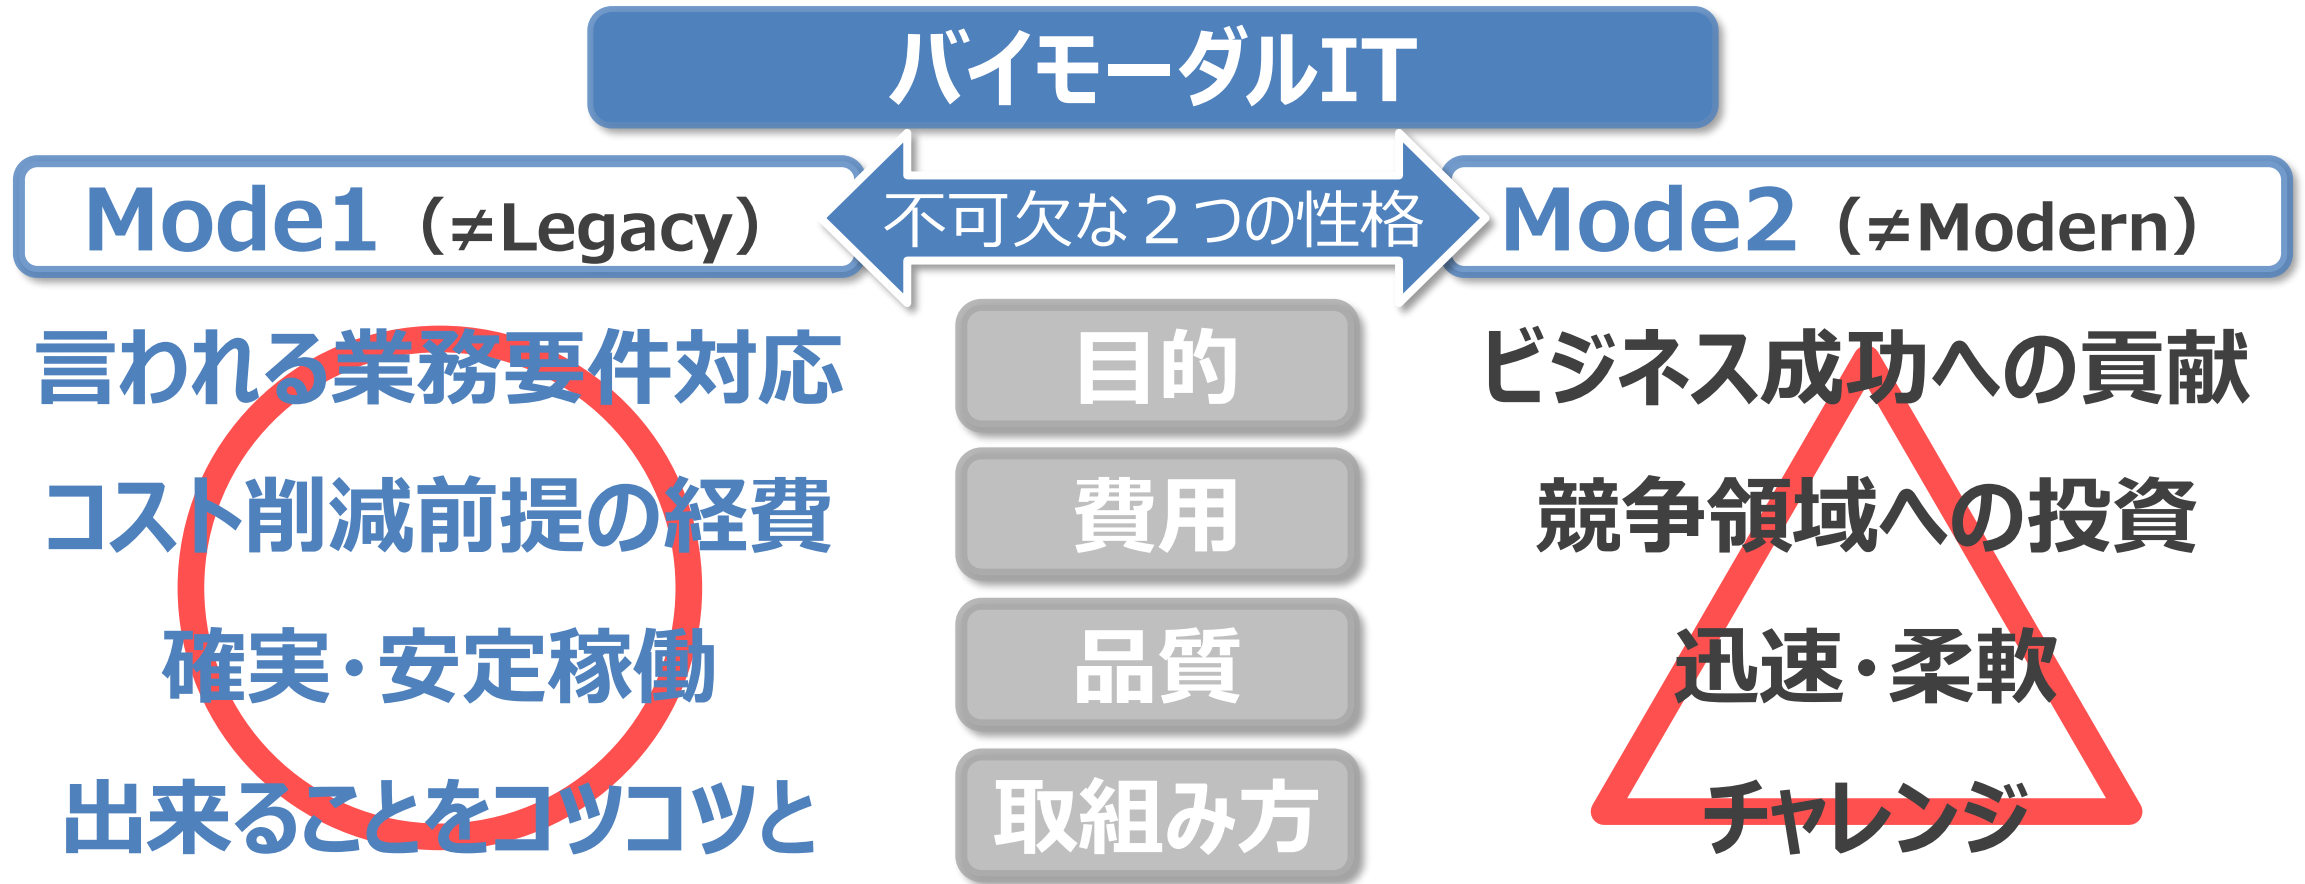 バイモーダルIT
Mode1（≠Legacy）
不可欠な２つの性格
Mode2（≠Modern）
言われる業務要件対応
目的
ビジネス成功への貢献
コスト削減前提の経費
費用
競争領域への投資
確実・安定稼働
品質
迅速・柔軟
出来ることをコツコツと
取組み方
チャレンジ